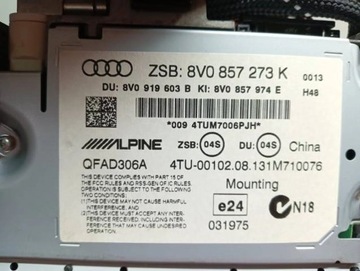 ZSB: 8V0 857 273 K 0013
DU: 8V0 919 603 B KI: 8V0 857 974 E H48
*009 4TUM7006PJH*
ALPINE ZSB: 04S DU: 04S China
QFAD306A 4TU-00102.08.131M710076
THIS DEVICE COMPLIES WITH PART 15 OF
THE FCC RULES AND RSS-GEN OF IC RULES.
OPERATION IS SUBJECT TO THE FOLLOWING
TWO CONDITIONS:
(1) THIS DEVICE MAY NOT CAUSE
HARMFUL INTERFERENCE, AND
(2) THIS DEVICE MUST ACCEPT ANY
INTERFERENCE RECEIVED, INCLUDING
INTERFERENCE THAT MAY CAUSE
UNDESIRED OPERATION.
Mounting
e24
031975
N18